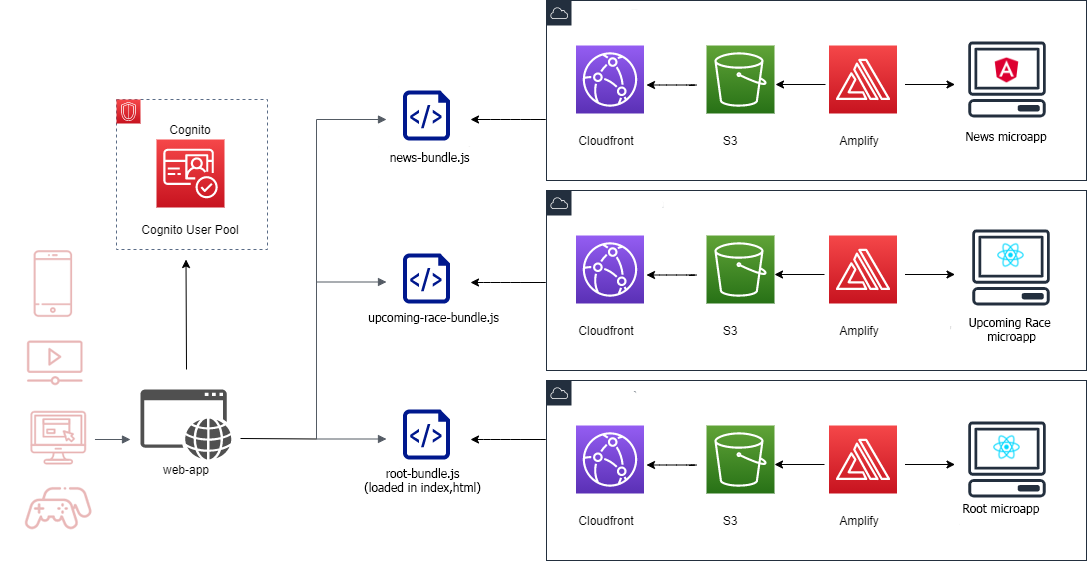 Cognito
Cognito User Pool
web-app
</>
news-bundle.js
</>
upcoming-race-bundle.js
</>
root-bundle.js
(loaded in index,html)
Cloudfront
S3
Amplify
A
News microapp
Cloudfront
S3
Amplify
Upcoming Race
microapp
Cloudfront
S3
Amplify
Root microapp